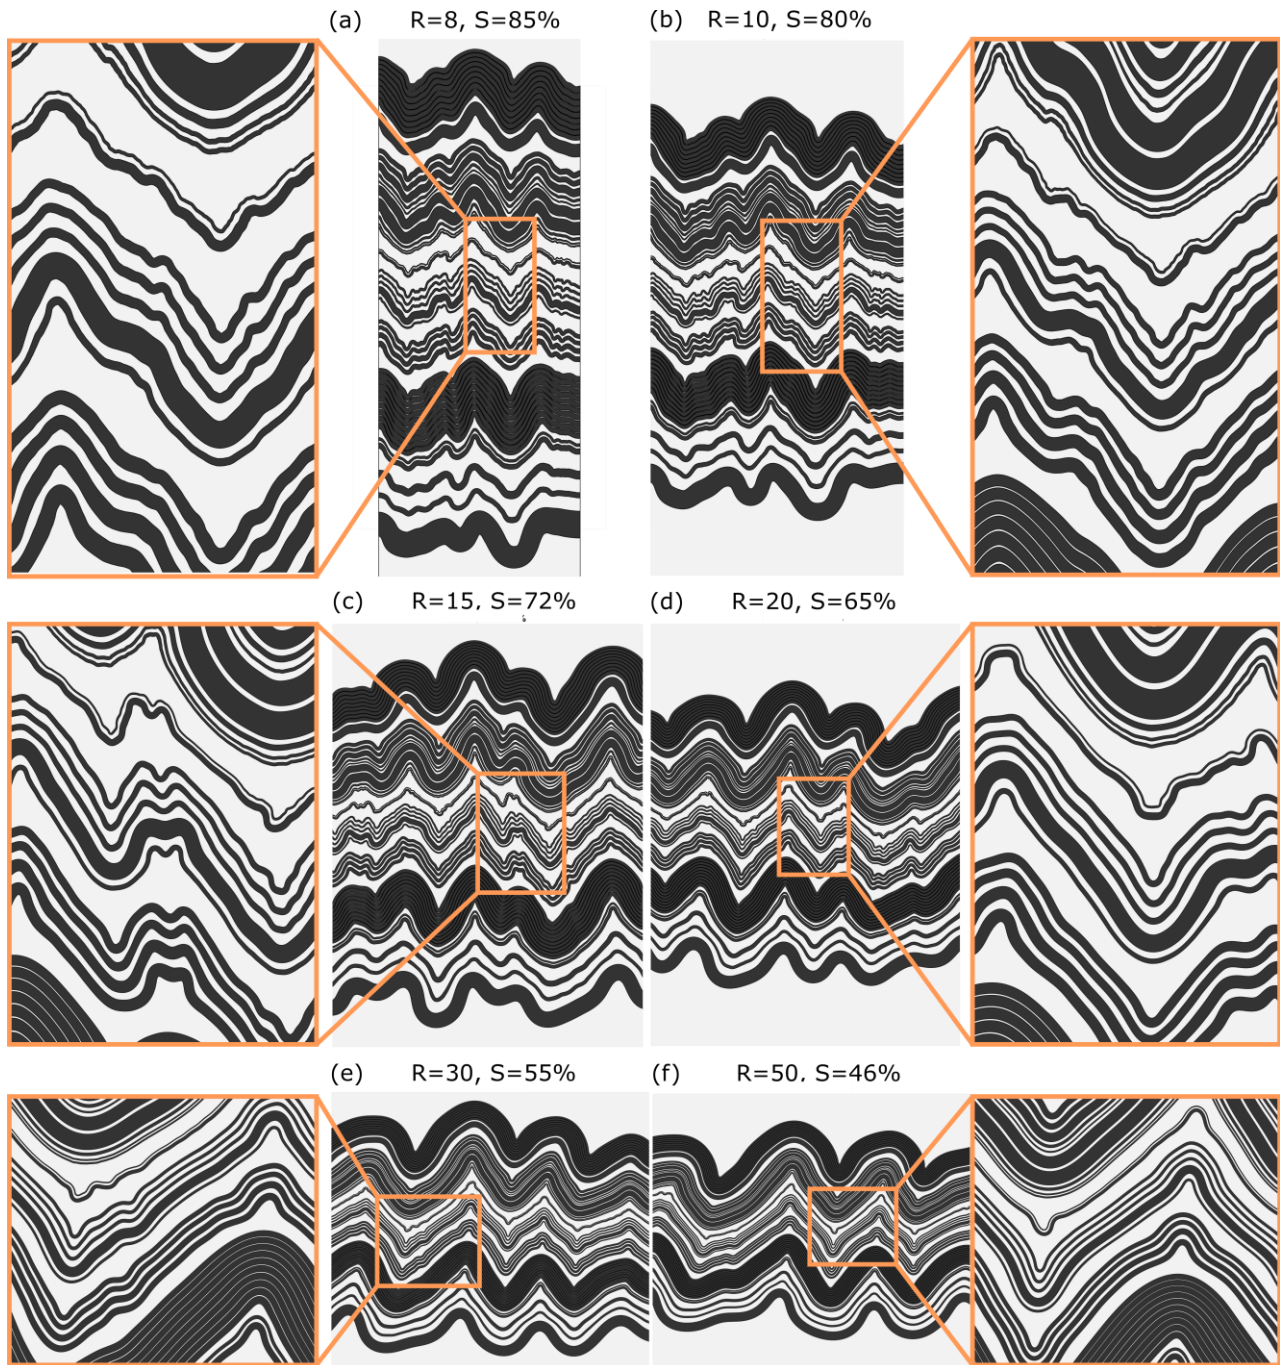 (a) R=8, S=85%
(b) R=10, S=80%
(c) R=15, S=72%
(d) R=20, S=65%
(e) R=30, S=55%
(f) R=50, S=46%